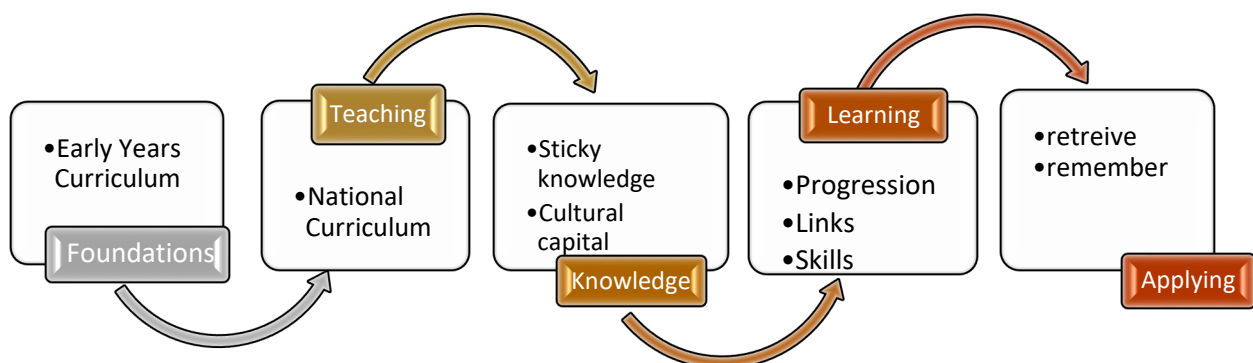 •Early Years
Curriculum
Foundations
Teaching
•National
Curriculum
•Sticky
knowledge
•Cultural
capital
Knowledge
Learning
•Progression
•Links
•Skills
•retreive
•remember
Applying